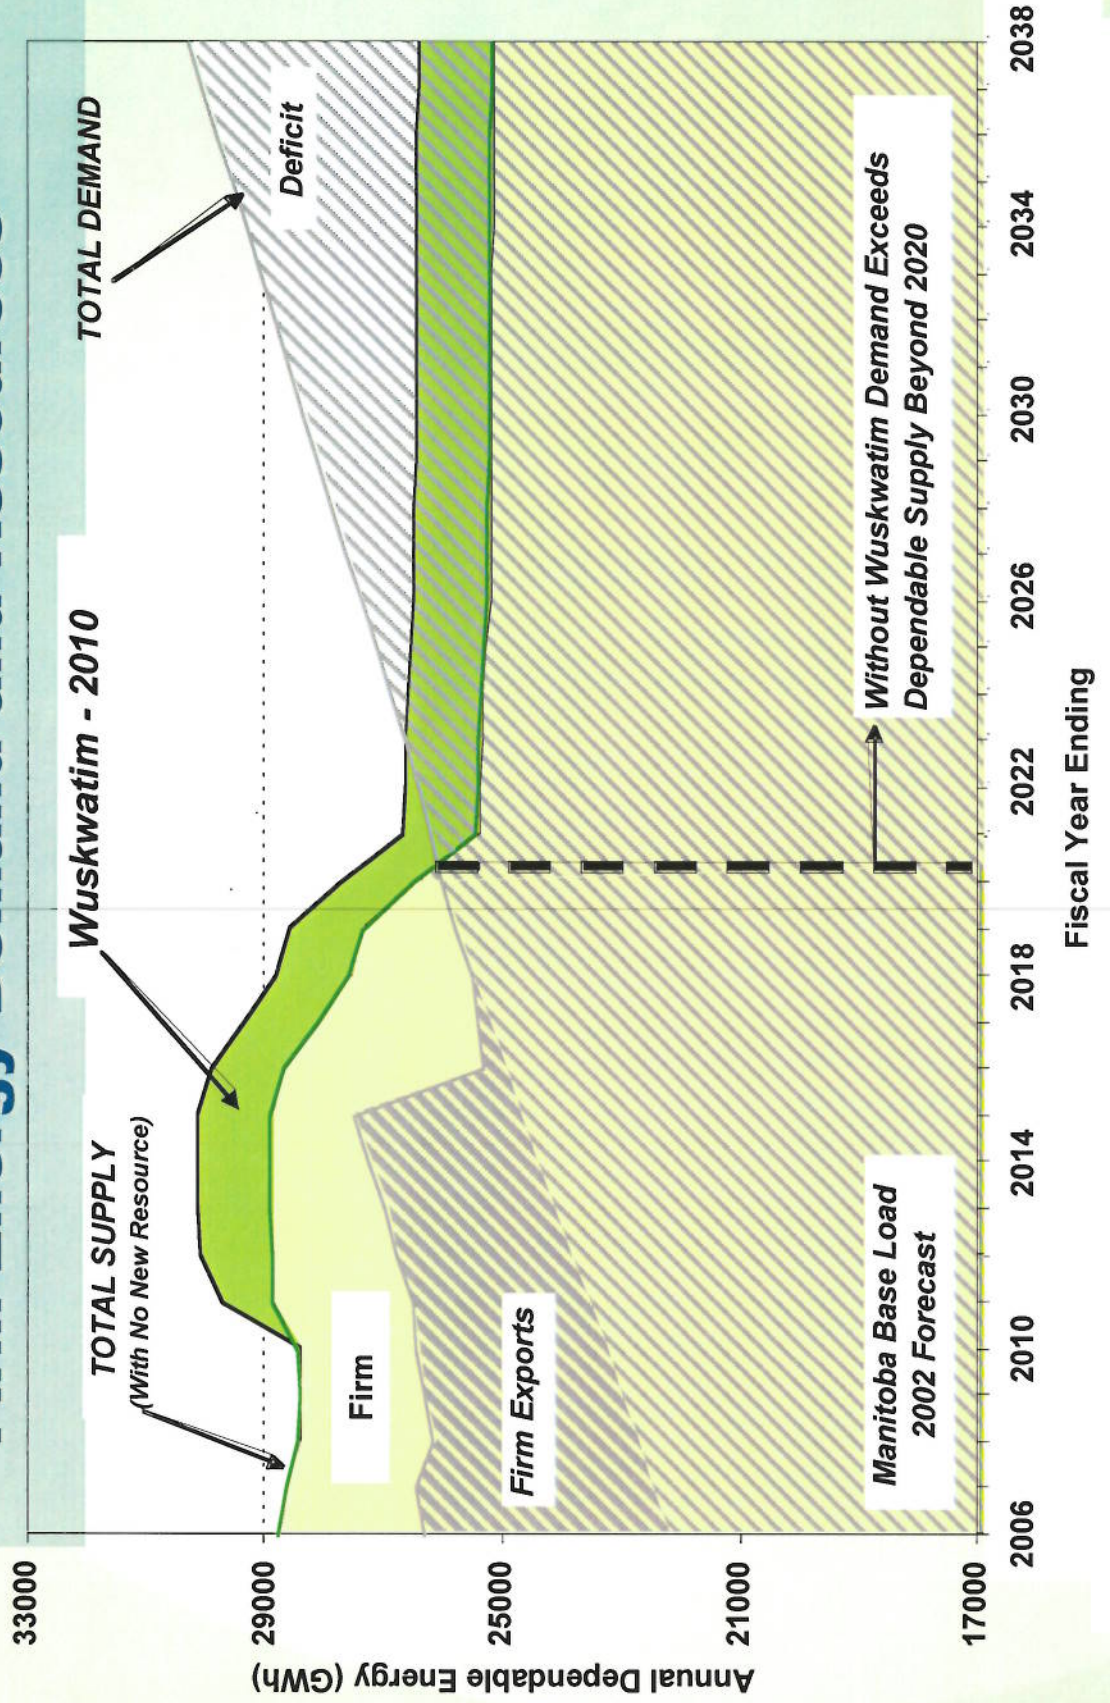 33000
29000
25000
21000
17000
Annual Dependable Energy (GWh)
TOTAL SUPPLY
(With No New Resource)
Wuskwatim - 2010
TOTAL DEMAND
Deficit
Firm
Firm Exports
Manitoba Base Load
2002 Forecast
Without Wuskwatim Demand Exceeds
Dependable Supply Beyond 2020
2006
2010
2014
2018
2022
2026
2030
2034
2038
Fiscal Year Ending